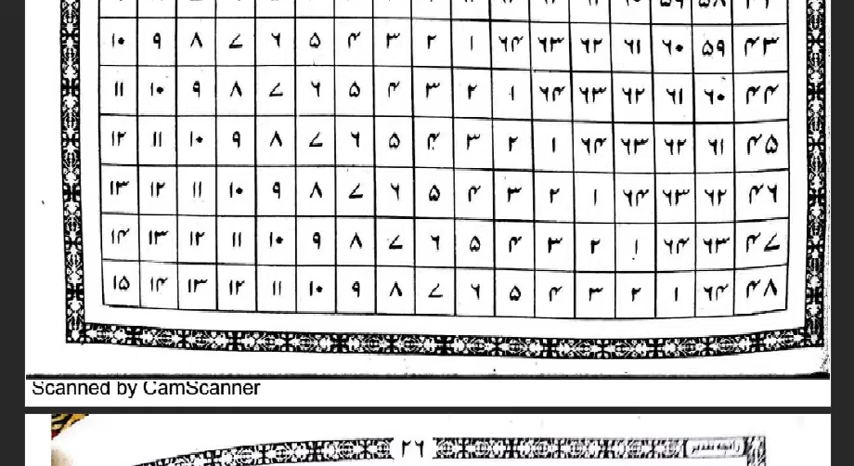 ۴۳ ۵۹ ۶۰ ۶۱ ۶۲ ۶۳ ۶۴ ۱ ۲ ۳ ۴ ۵ ۶ ۷ ۸ ۹ ۱۰
۴۴ ۶۰ ۶۱ ۶۲ ۶۳ ۶۴ ۱ ۲ ۳ ۴ ۵ ۶ ۷ ۸ ۹ ۱۰ ۱۱
۴۵ ۶۱ ۶۲ ۶۳ ۶۴ ۱ ۲ ۳ ۴ ۵ ۶ ۷ ۸ ۹ ۱۰ ۱۱ ۱۲
۴۶ ۶۲ ۶۳ ۶۴ ۱ ۲ ۳ ۴ ۵ ۶ ۷ ۸ ۹ ۱۰ ۱۱ ۱۲ ۱۳
۴۷ ۶۳ ۶۴ ۱ ۲ ۳ ۴ ۵ ۶ ۷ ۸ ۹ ۱۰ ۱۱ ۱۲ ۱۳ ۱۴
۴۸ ۶۴ ۱ ۲ ۳ ۴ ۵ ۶ ۷ ۸ ۹ ۱۰ ۱۱ ۱۲ ۱۳ ۱۴ ۱۵
Scanned by CamScanner
۲۶